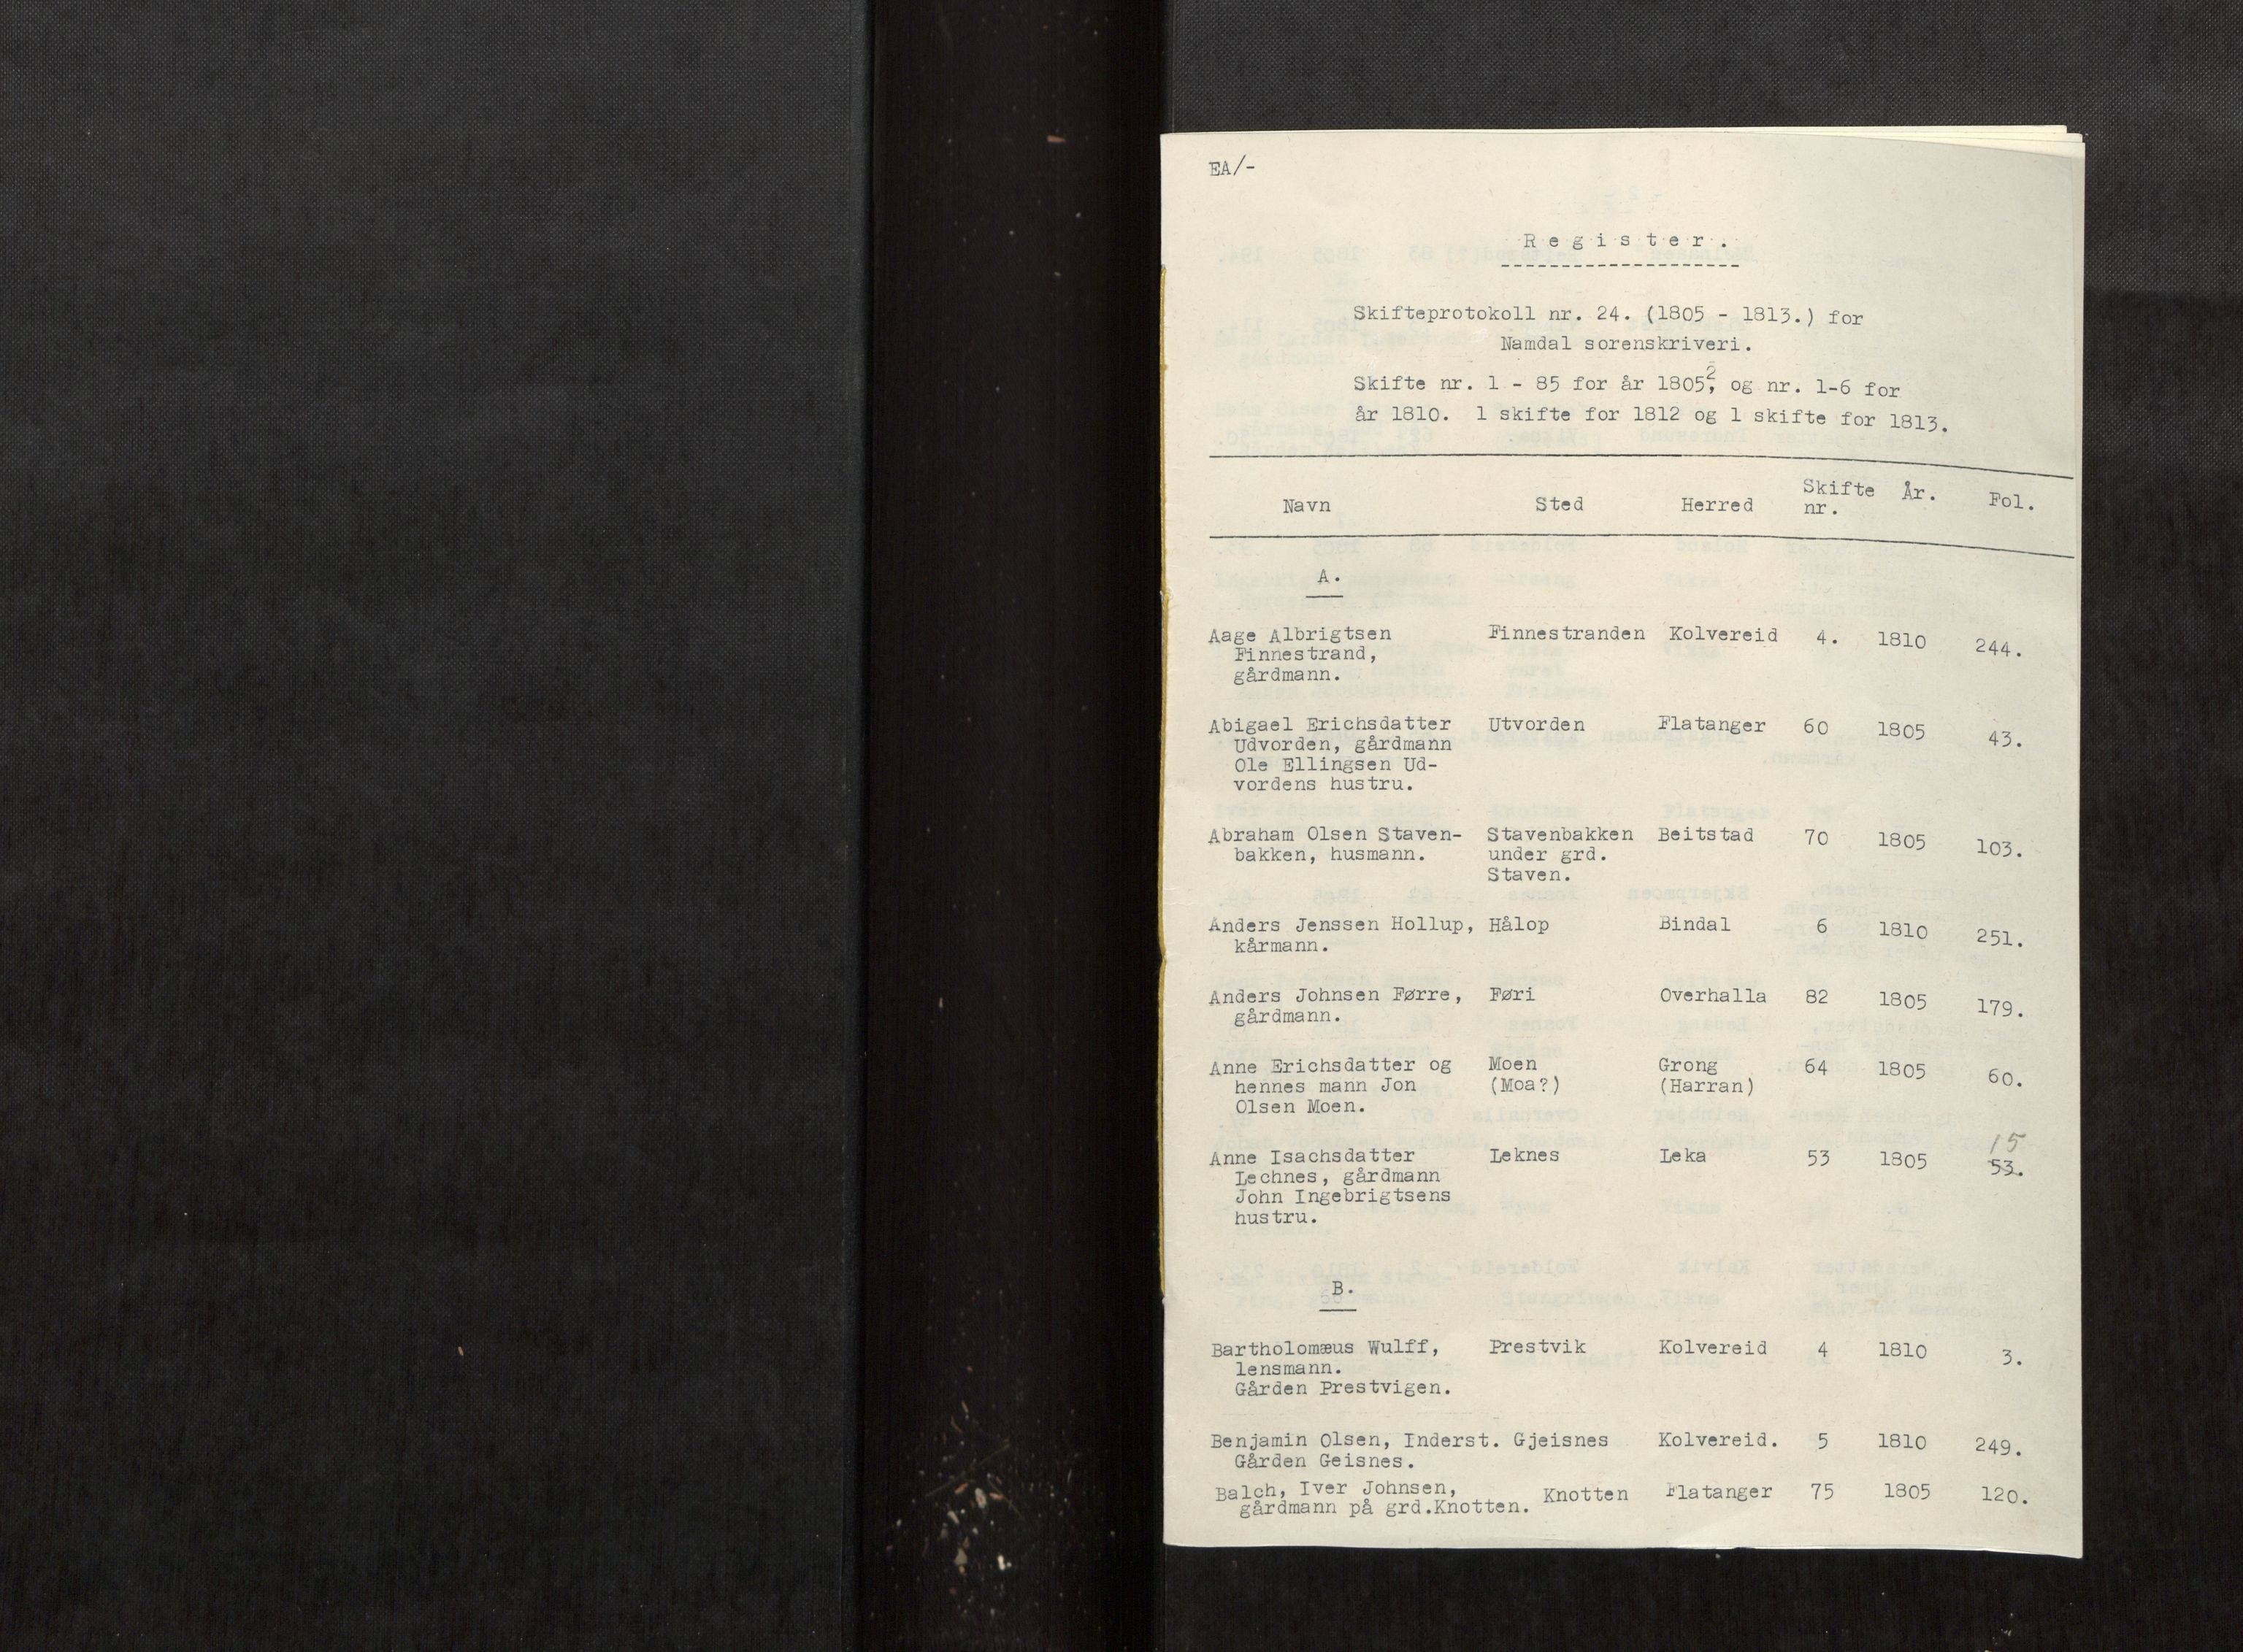 EA/-
Register.
Skifteprotokoll nr. 24. (1805 - 1813.) for
Namdal sorenskriveri.
Skifte nr. 1 - 85 for år 1805, 2 og nr. 1-6 for
år 1810. 1 skifte for 1812 og 1 skifte for 1813.
Navn Sted Herred Skifte nr. År. Fol.
A.
Aage Albrigtsen Finnestranden Kolvereid 4. 1810 244.
Finnestrand,
gårdmann.
Abigael Erichsdatter Utvorden Flatanger 60 1805 43.
Udvorden, gårdmann
Ole Ellingsen Ud-
vordens hustru.
Abraham Olsen Staven- Stavenbakken Beitstad 70 1805 103.
bakken, husmann. under grd.
Staven.
Anders Jenssen Hollup, Hålop Bindal 6 1810 251.
kårmann.
Anders Johnsen Førre, Føri Overhalla 82 1805 179.
gårdmann.
Anne Erichsdatter og Moen Grong 64 1805 60.
hennes mann Jon (Moa?) (Harran)
Olsen Moen.
15
Anne Isachsdatter Leknes Leka 53 1805 53.
Lechnes, gårdmann
John Ingebrigtsens
hustru.
B.
Bartholomæus Wulff, Prestvik Kolvereid 4 1810 3.
lensmann.
Gården Prestvigen.
Benjamin Olsen, Inderst. Gjeisnes Kolvereid. 5 1810 249.
Gården Geisnes.
Balch, Iver Johnsen, Knotten Flatanger 75 1805 120.
gårdmann på grd.Knotten.